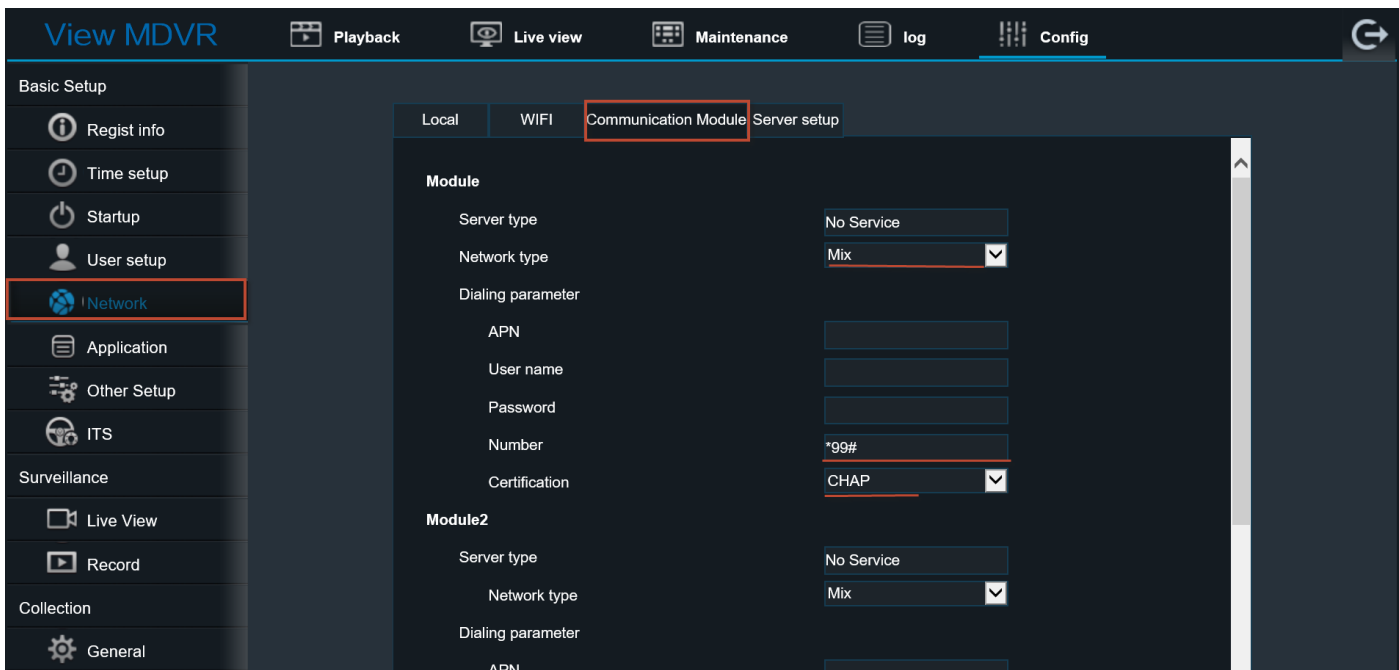 View MDVR
Playback
Live view
Maintenance
log
Config
Basic Setup
Regist info
Time setup
Startup
User setup
Network
Application
Other Setup
ITS
Surveillance
Live View
Record
Collection
General
Local
WIFI
Communication Module
Server setup
Module
Server type
No Service
Network type
Mix
Dialing parameter
APN
User name
Password
Number
*99#
Certification
CHAP
Module2
Server type
No Service
Network type
Mix
Dialing parameter
APN